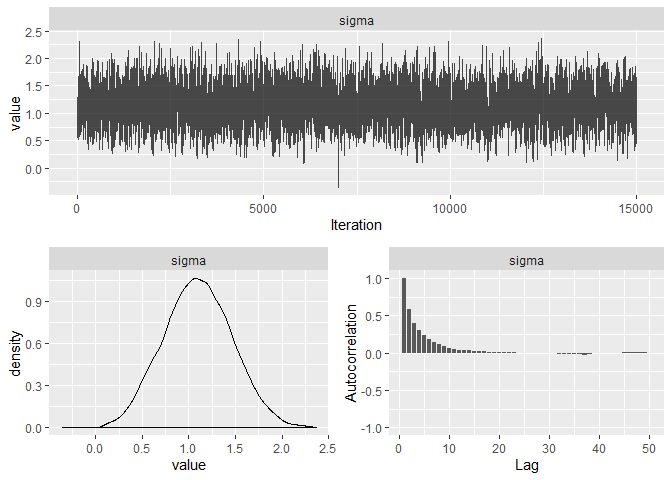 sigma
2.5
2.0
1.5
1.0
0.5
0.0
value
0 5000 10000 15000
Iteration
sigma
0.9
0.6
0.3
0.0
density
0.0 0.5 1.0 1.5 2.0 2.5
value
sigma
1.0
0.5
0.0
-0.5
-1.0
Autocorrelation
0 10 20 30 40 50
Lag